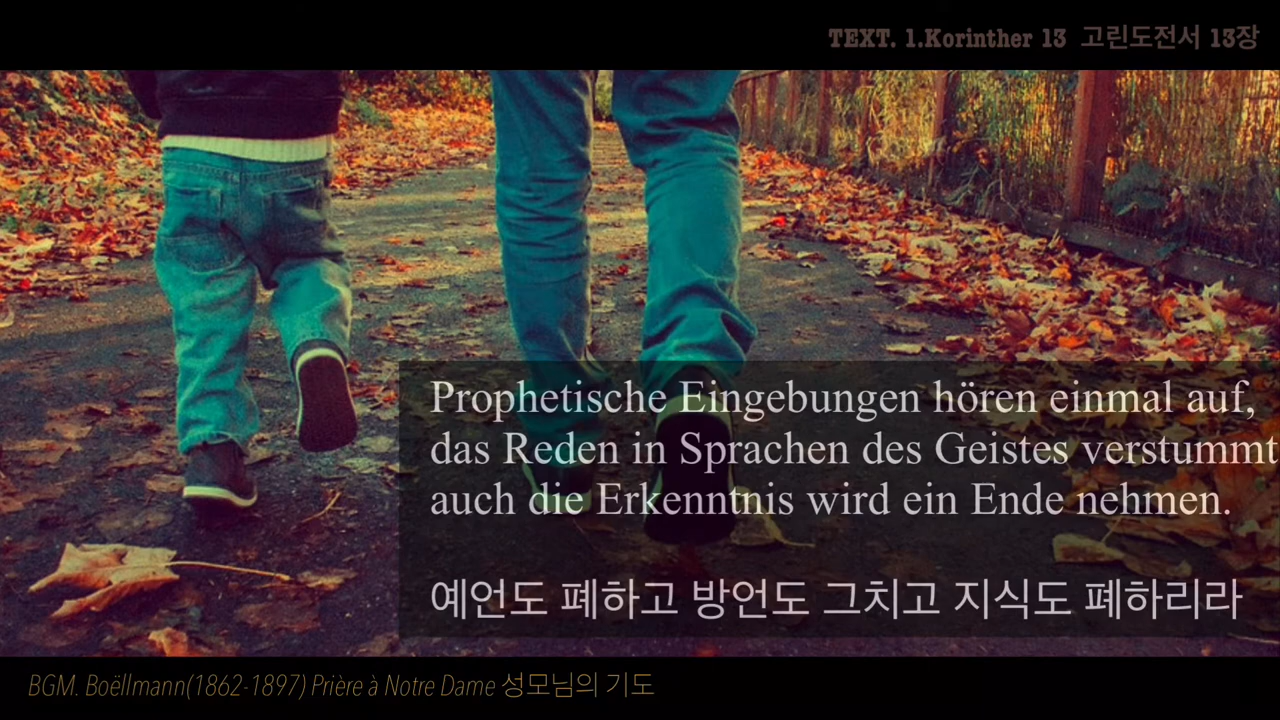 TEXT. 1.Korinther 13 고린도전서 13장
Prophetische Eingebungen hören einmal auf,
das Reden in Sprachen des Geistes verstummt
auch die Erkenntnis wird ein Ende nehmen.
예언도 폐하고 방언도 그치고 지식도 폐하리라
BGM. Boëllmann(1862-1897) Prière à Notre Dame 성모님의 기도